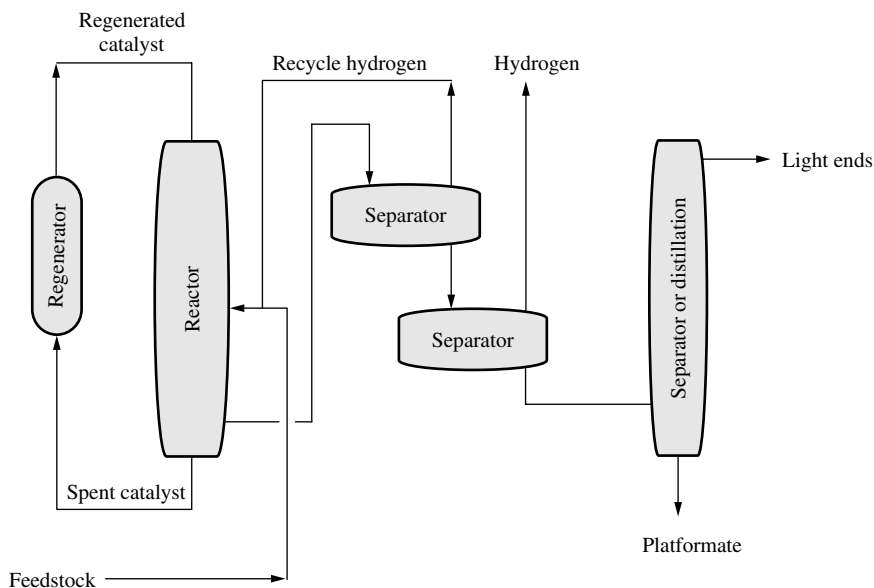 Regenerated
catalyst
Recycle hydrogen
Hydrogen
Light ends
Separator
Regenerator
Reactor
Separator or distillation
Separator
Spent catalyst
Platformate
Feedstock